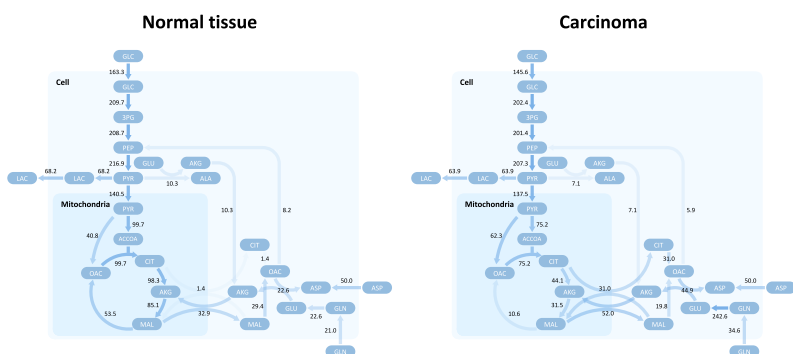 Normal tissue
Carcinoma
GLC
163.3
Cell
GLC
209.7
3PG
208.7
PEP
216.9
GLU
AKG
68.2
68.2
LAC
LAC
PYR
ALA
10.3
140.5
Mitochondria
PYR
10.3
8.2
40.8
99.7
ACCOA
CIT
99.7
CIT
1.4
OAC
98.3
OAC
1.4
22.6
50.0
AKG
AKG
ASP
ASP
85.1
29.4
53.5
32.9
GLU
22.6
GLN
MAL
MAL
21.0
GLN
GLC
145.6
Cell
GLC
202.4
3PG
201.4
PEP
207.3
GLU
AKG
63.9
63.9
LAC
LAC
PYR
ALA
7.1
137.5
Mitochondria
PYR
7.1
5.9
62.3
75.2
ACCOA
CIT
75.2
CIT
31.0
OAC
44.1
OAC
31.0
44.9
50.0
AKG
AKG
ASP
ASP
31.5
19.8
10.6
52.0
GLU
242.6
GLN
MAL
MAL
34.6
GLN